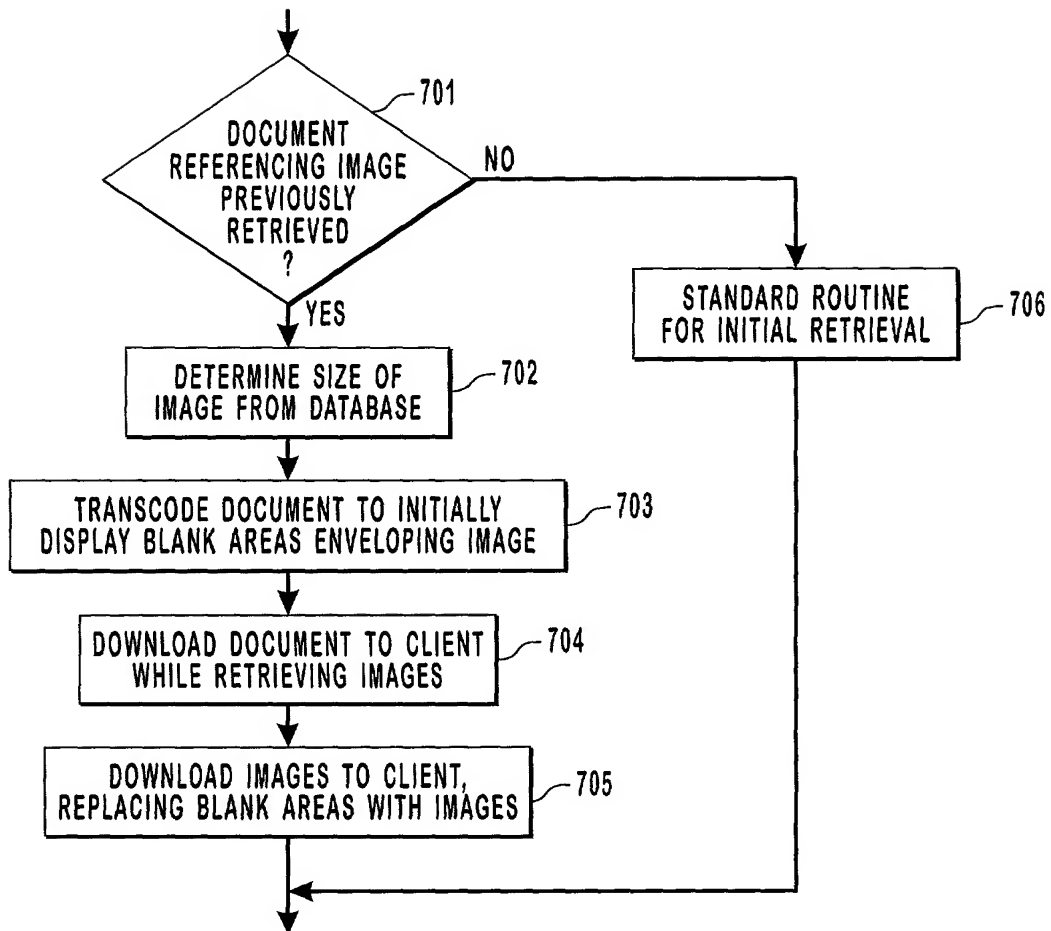 701
DOCUMENT
REFERENCING IMAGE
PREVIOUSLY
RETRIEVED
?
NO
YES
STANDARD ROUTINE
FOR INITIAL RETRIEVAL
706
DETERMINE SIZE OF
IMAGE FROM DATABASE
702
TRANSCODE DOCUMENT TO INITIALLY
DISPLAY BLANK AREAS ENVELOPING IMAGE
703
DOWNLOAD DOCUMENT TO CLIENT
WHILE RETRIEVING IMAGES
704
DOWNLOAD IMAGES TO CLIENT,
REPLACING BLANK AREAS WITH IMAGES
705